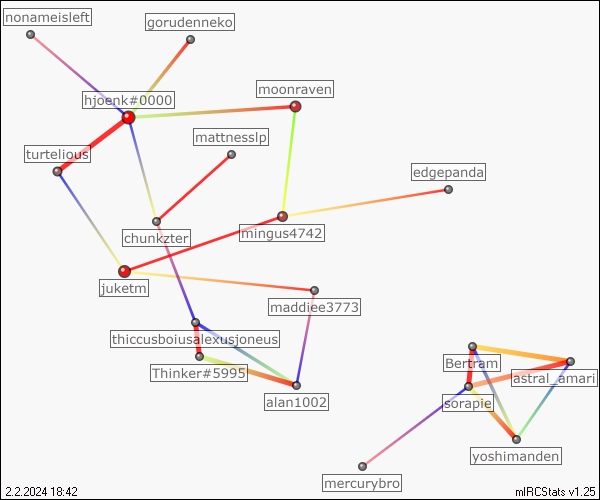 nonameisleft
gorudenneko
moonraven
hjoenk#0000
mattnesslp
turtelious
edgepanda
chunkzter
mingus4742
juketm
maddiee3773
thiccusboiusalexusjoneus
Bertram
Thinker#5995
astral_amari
alan1002
sorapie
yoshimanden
mercurybro
2.2.2024 18:42
mIRCStats v1.25